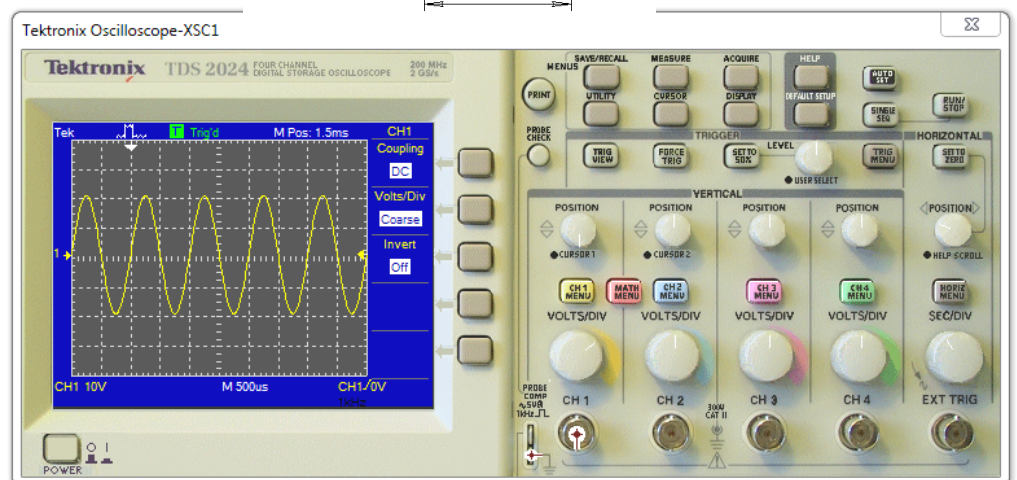 Tektronix Oscilloscope-XSC1
Tektronix TDS 2024 FOUR CHANNEL DIGITAL STORAGE OSCILLOSCOPE 200 MHz 2 GS/s
Tek T Trig'd M Pos: 1.5ms CH1
Coupling
DC
Volts/Div
Coarse
Invert
Off
1
CH1 10V M 500us CH1/0V
1kHz
POWER
MENUS
SAVE/RECALL MEASURE ACQUIRE HELP
AUTO SET
PRINT
UTILITY CURSOR DISPLAY DEFAULT SETUP
SINGLE SEQ
RUN/STOP
PROBE CHECK
TRIGGER
HORIZONTAL
TRIG VIEW
FORCE TRIG
SET TO 50%
LEVEL
TRIG MENU
SET TO ZERO
USER SELECT
VERTICAL
POSITION POSITION POSITION POSITION POSITION
CURSOR 1 CURSOR 2 HELP SCROLL
CH 1 MENU
MATH MENU
CH 2 MENU
CH 3 MENU
CH 4 MENU
HORIZ MENU
VOLTS/DIV VOLTS/DIV VOLTS/DIV VOLTS/DIV SEC/DIV
PROBE COMP
~5V@
1kHz
CH 1 CH 2 300V CAT II CH 3 CH 4 EXT TRIG